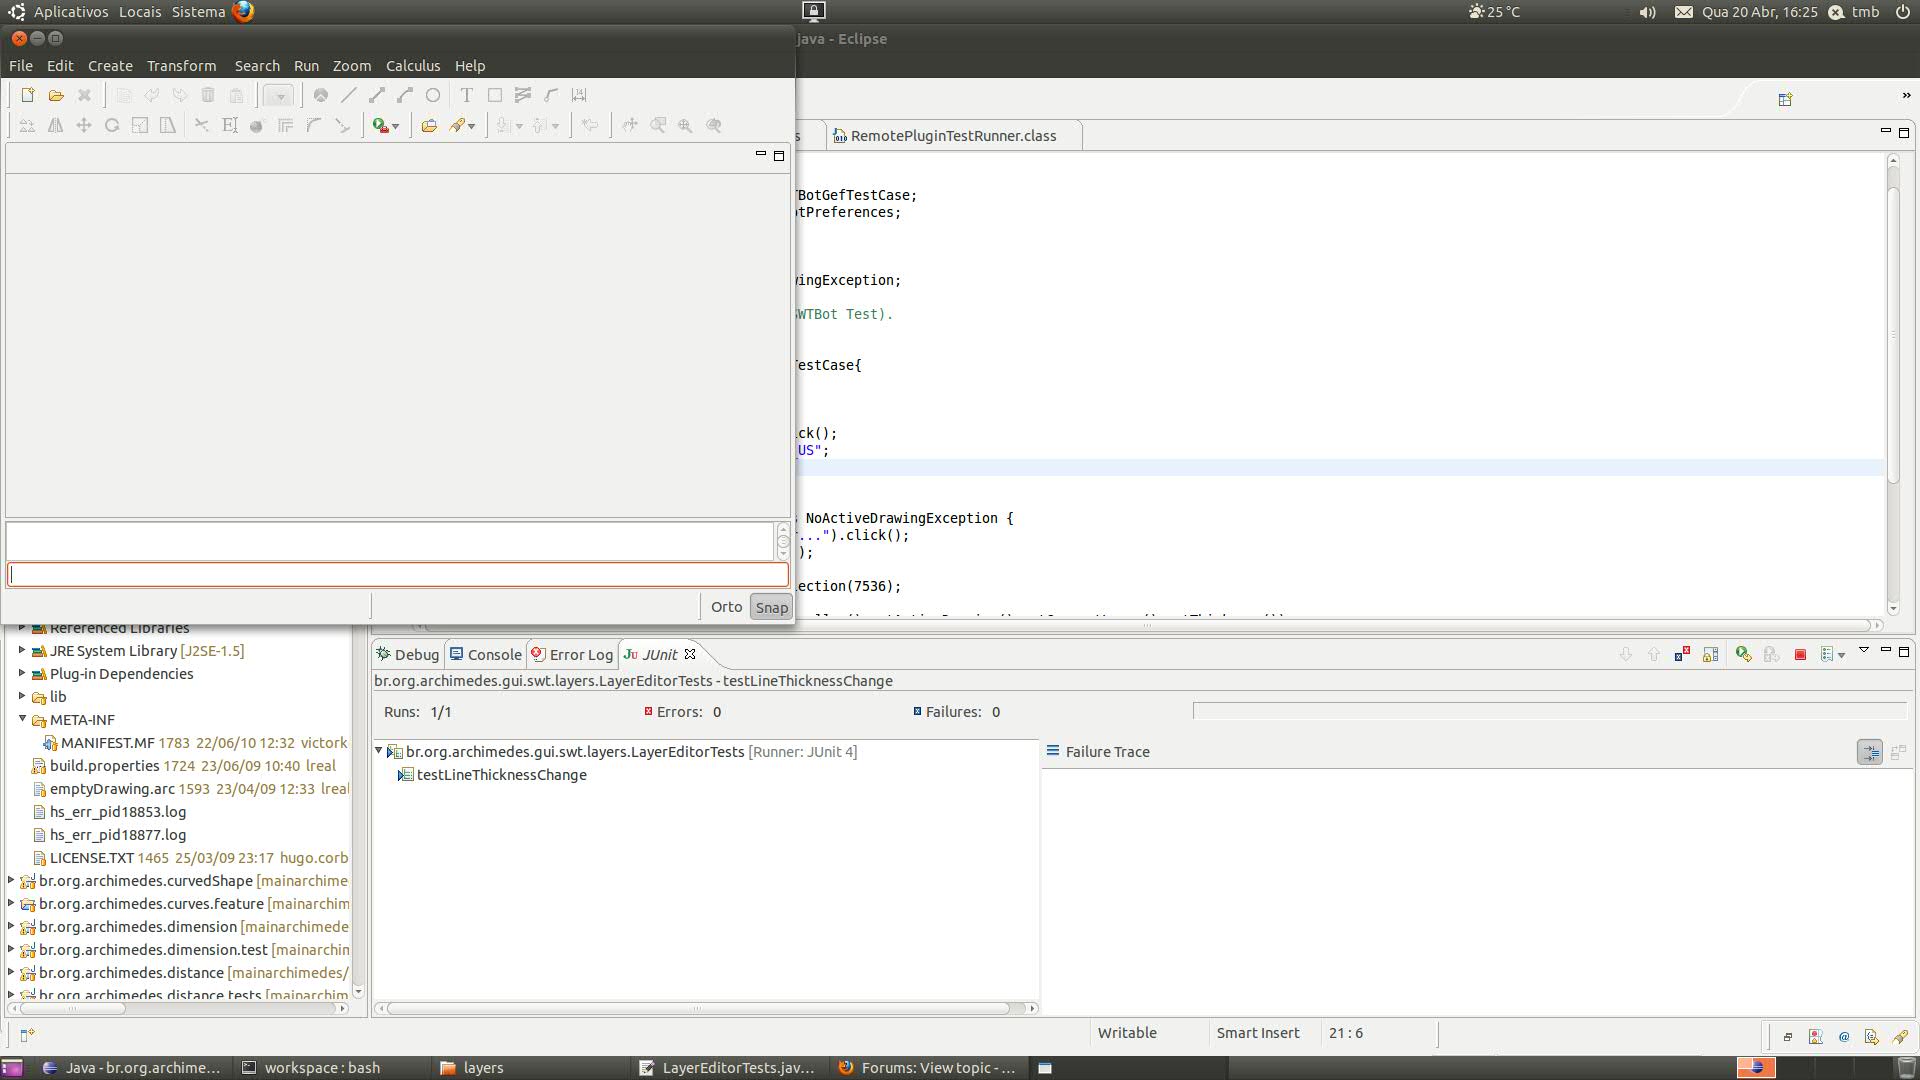 Aplicativos Locais Sistema
25 °C
Qua 20 Abr, 16:25
tmb
java - Eclipse
File Edit Create Transform Search Run Zoom Calculus Help
RemotePluginTestRunner.class
TBotGefTestCase;
otPreferences;
wingException;
SWTBot Test).
TestCase{
ick();
_US";
NoActiveDrawingException {
...").click();
);
ection(7536);
Orto Snap
Referenced Libraries
JRE System Library [J2SE-1.5]
Plug-in Dependencies
lib
META-INF
MANIFEST.MF 1783 22/06/10 12:32 victork
build.properties 1724 23/06/09 10:40 lreal
emptyDrawing.arc 1593 23/04/09 12:33 lreal
hs_err_pid18853.log
hs_err_pid18877.log
LICENSE.TXT 1465 25/03/09 23:17 hugo.corb
br.org.archimedes.curvedShape [mainarchime
br.org.archimedes.curves.feature [mainarchim
br.org.archimedes.dimension [mainarchimede
br.org.archimedes.dimension.test [mainarchin
br.org.archimedes.distance [mainarchimedes/
br.org.archimedes.distance.tests [mainarchim
Debug Console Error Log JUnit
br.org.archimedes.gui.swt.layers.LayerEditorTests - testLineThicknessChange
Runs: 1/1 Errors: 0 Failures: 0
br.org.archimedes.gui.swt.layers.LayerEditorTests [Runner: JUnit 4]
testLineThicknessChange
Failure Trace
Writable Smart Insert 21 : 6
Java - br.org.archime... workspace : bash layers LayerEditorTests.jav... Forums: View topic - ...